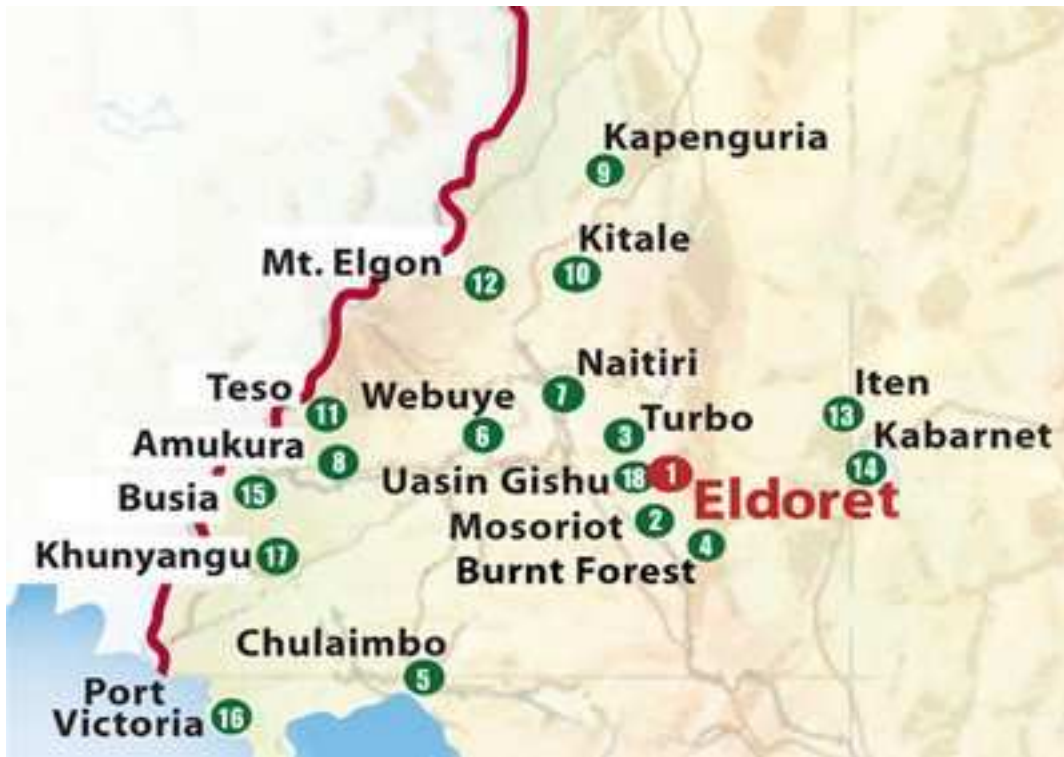 Kapenguria
9
Kitale
10
Mt. Elgon
12
Naitiri
7
Iten
13
Teso
11
Webuye
6
Turbo
3
Kabarnet
14
Amukura
8
Uasin Gishu
18
1
Eldoret
Busia
15
Mosoriot
2
Burnt Forest
4
Khunyangu
17
Chulaimbo
5
Port
Victoria
16